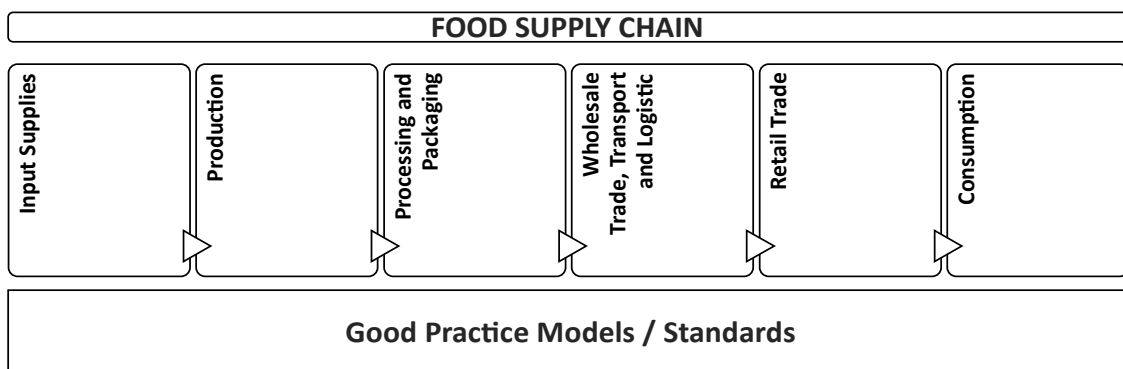 FOOD SUPPLY CHAIN
Input Supplies
Production
Processing and
Packaging
Wholesale
Trade, Transport
and Logistic
Retail Trade
Consumption
Good Practice Models / Standards